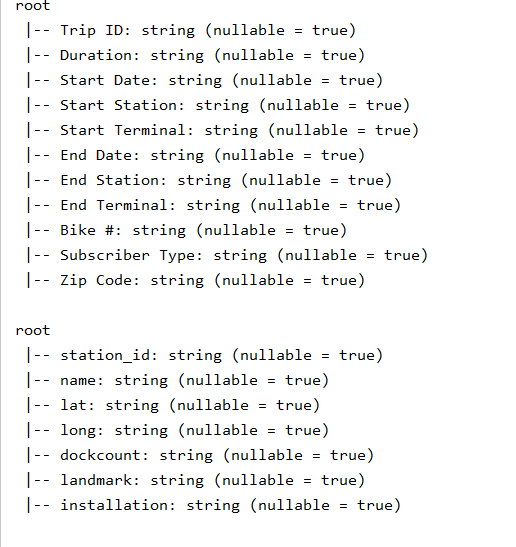 root
|-- Trip ID: string (nullable = true)
|-- Duration: string (nullable = true)
|-- Start Date: string (nullable = true)
|-- Start Station: string (nullable = true)
|-- Start Terminal: string (nullable = true)
|-- End Date: string (nullable = true)
|-- End Station: string (nullable = true)
|-- End Terminal: string (nullable = true)
|-- Bike #: string (nullable = true)
|-- Subscriber Type: string (nullable = true)
|-- Zip Code: string (nullable = true)
root
|-- station_id: string (nullable = true)
|-- name: string (nullable = true)
|-- lat: string (nullable = true)
|-- long: string (nullable = true)
|-- dockcount: string (nullable = true)
|-- landmark: string (nullable = true)
|-- installation: string (nullable = true)